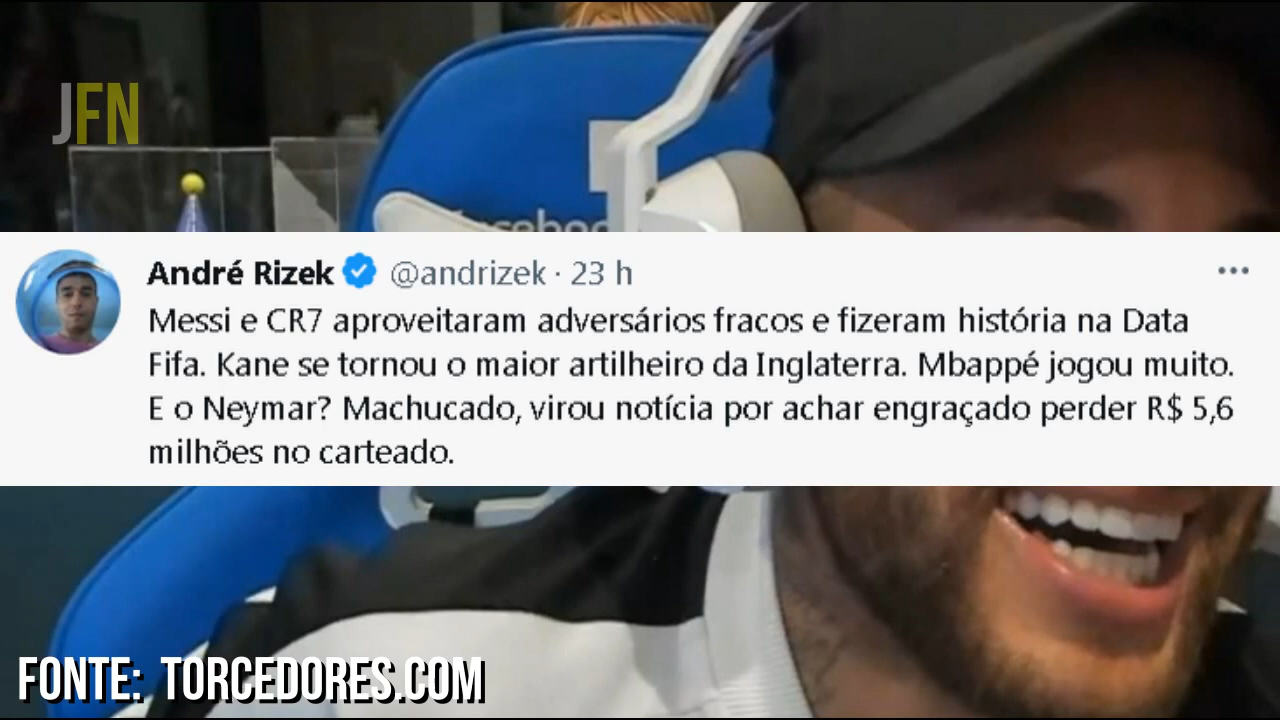 JFN
facebo
André Rizek @andrizek · 23 h
Messi e CR7 aproveitaram adversários fracos e fizeram história na Data
Fifa. Kane se tornou o maior artilheiro da Inglaterra. Mbappé jogou muito.
E o Neymar? Machucado, virou notícia por achar engraçado perder R$ 5,6
milhões no carteado.
FONTE: TORCEDORES.COM